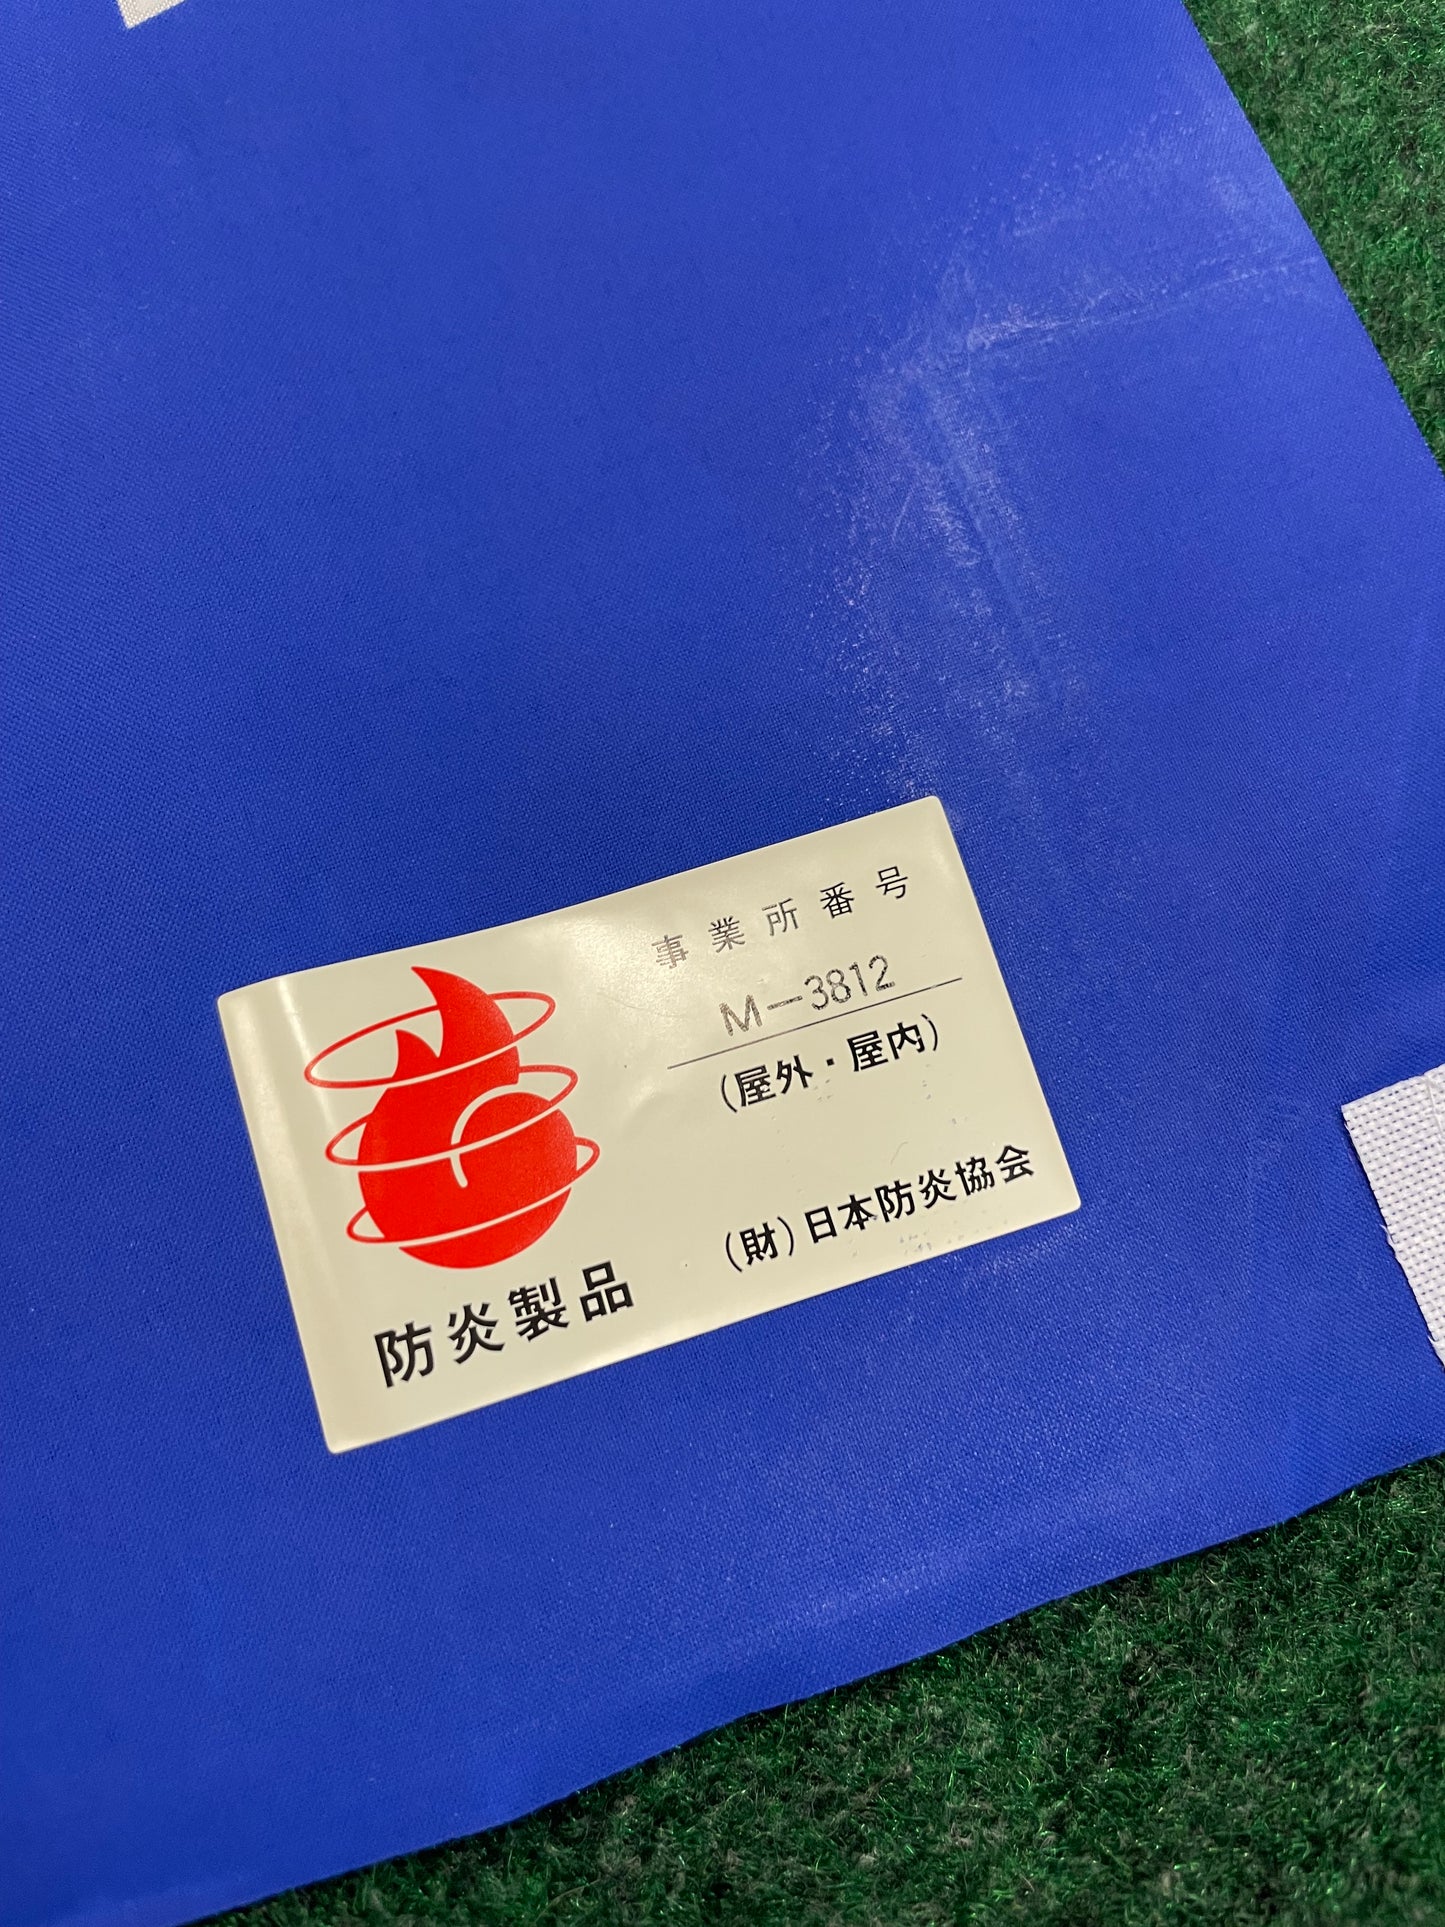 事業所番号
M-3812
(屋外・屋内)
(財)日本防炎協会
防炎製品